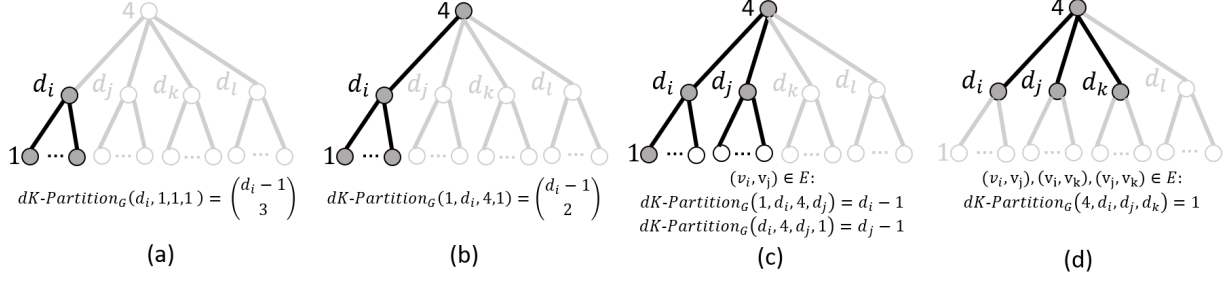 4
d_i d_j d_k d_l
1 ... ... ... ...
dK-Partition_G(d_i, 1,1,1) = (d_i − 1
3)
(a)
4
d_i d_j d_k d_l
1 ... ... ... ...
dK-Partition_G(1, d_i, 4,1) = (d_i − 1
2)
(b)
4
d_i d_j d_k d_l
1 ... ... ... ...
(v_i, v_j) ∈ E:
dK-Partition_G(1, d_i, 4, d_j) = d_i − 1
dK-Partition_G(d_i, 4, d_j, 1) = d_j − 1
(c)
4
d_i d_j d_k d_l
1 ... ... ... ...
(v_i, v_j), (v_i, v_k), (v_j, v_k) ∈ E:
dK-Partition_G(4, d_i, d_j, d_k) = 1
(d)